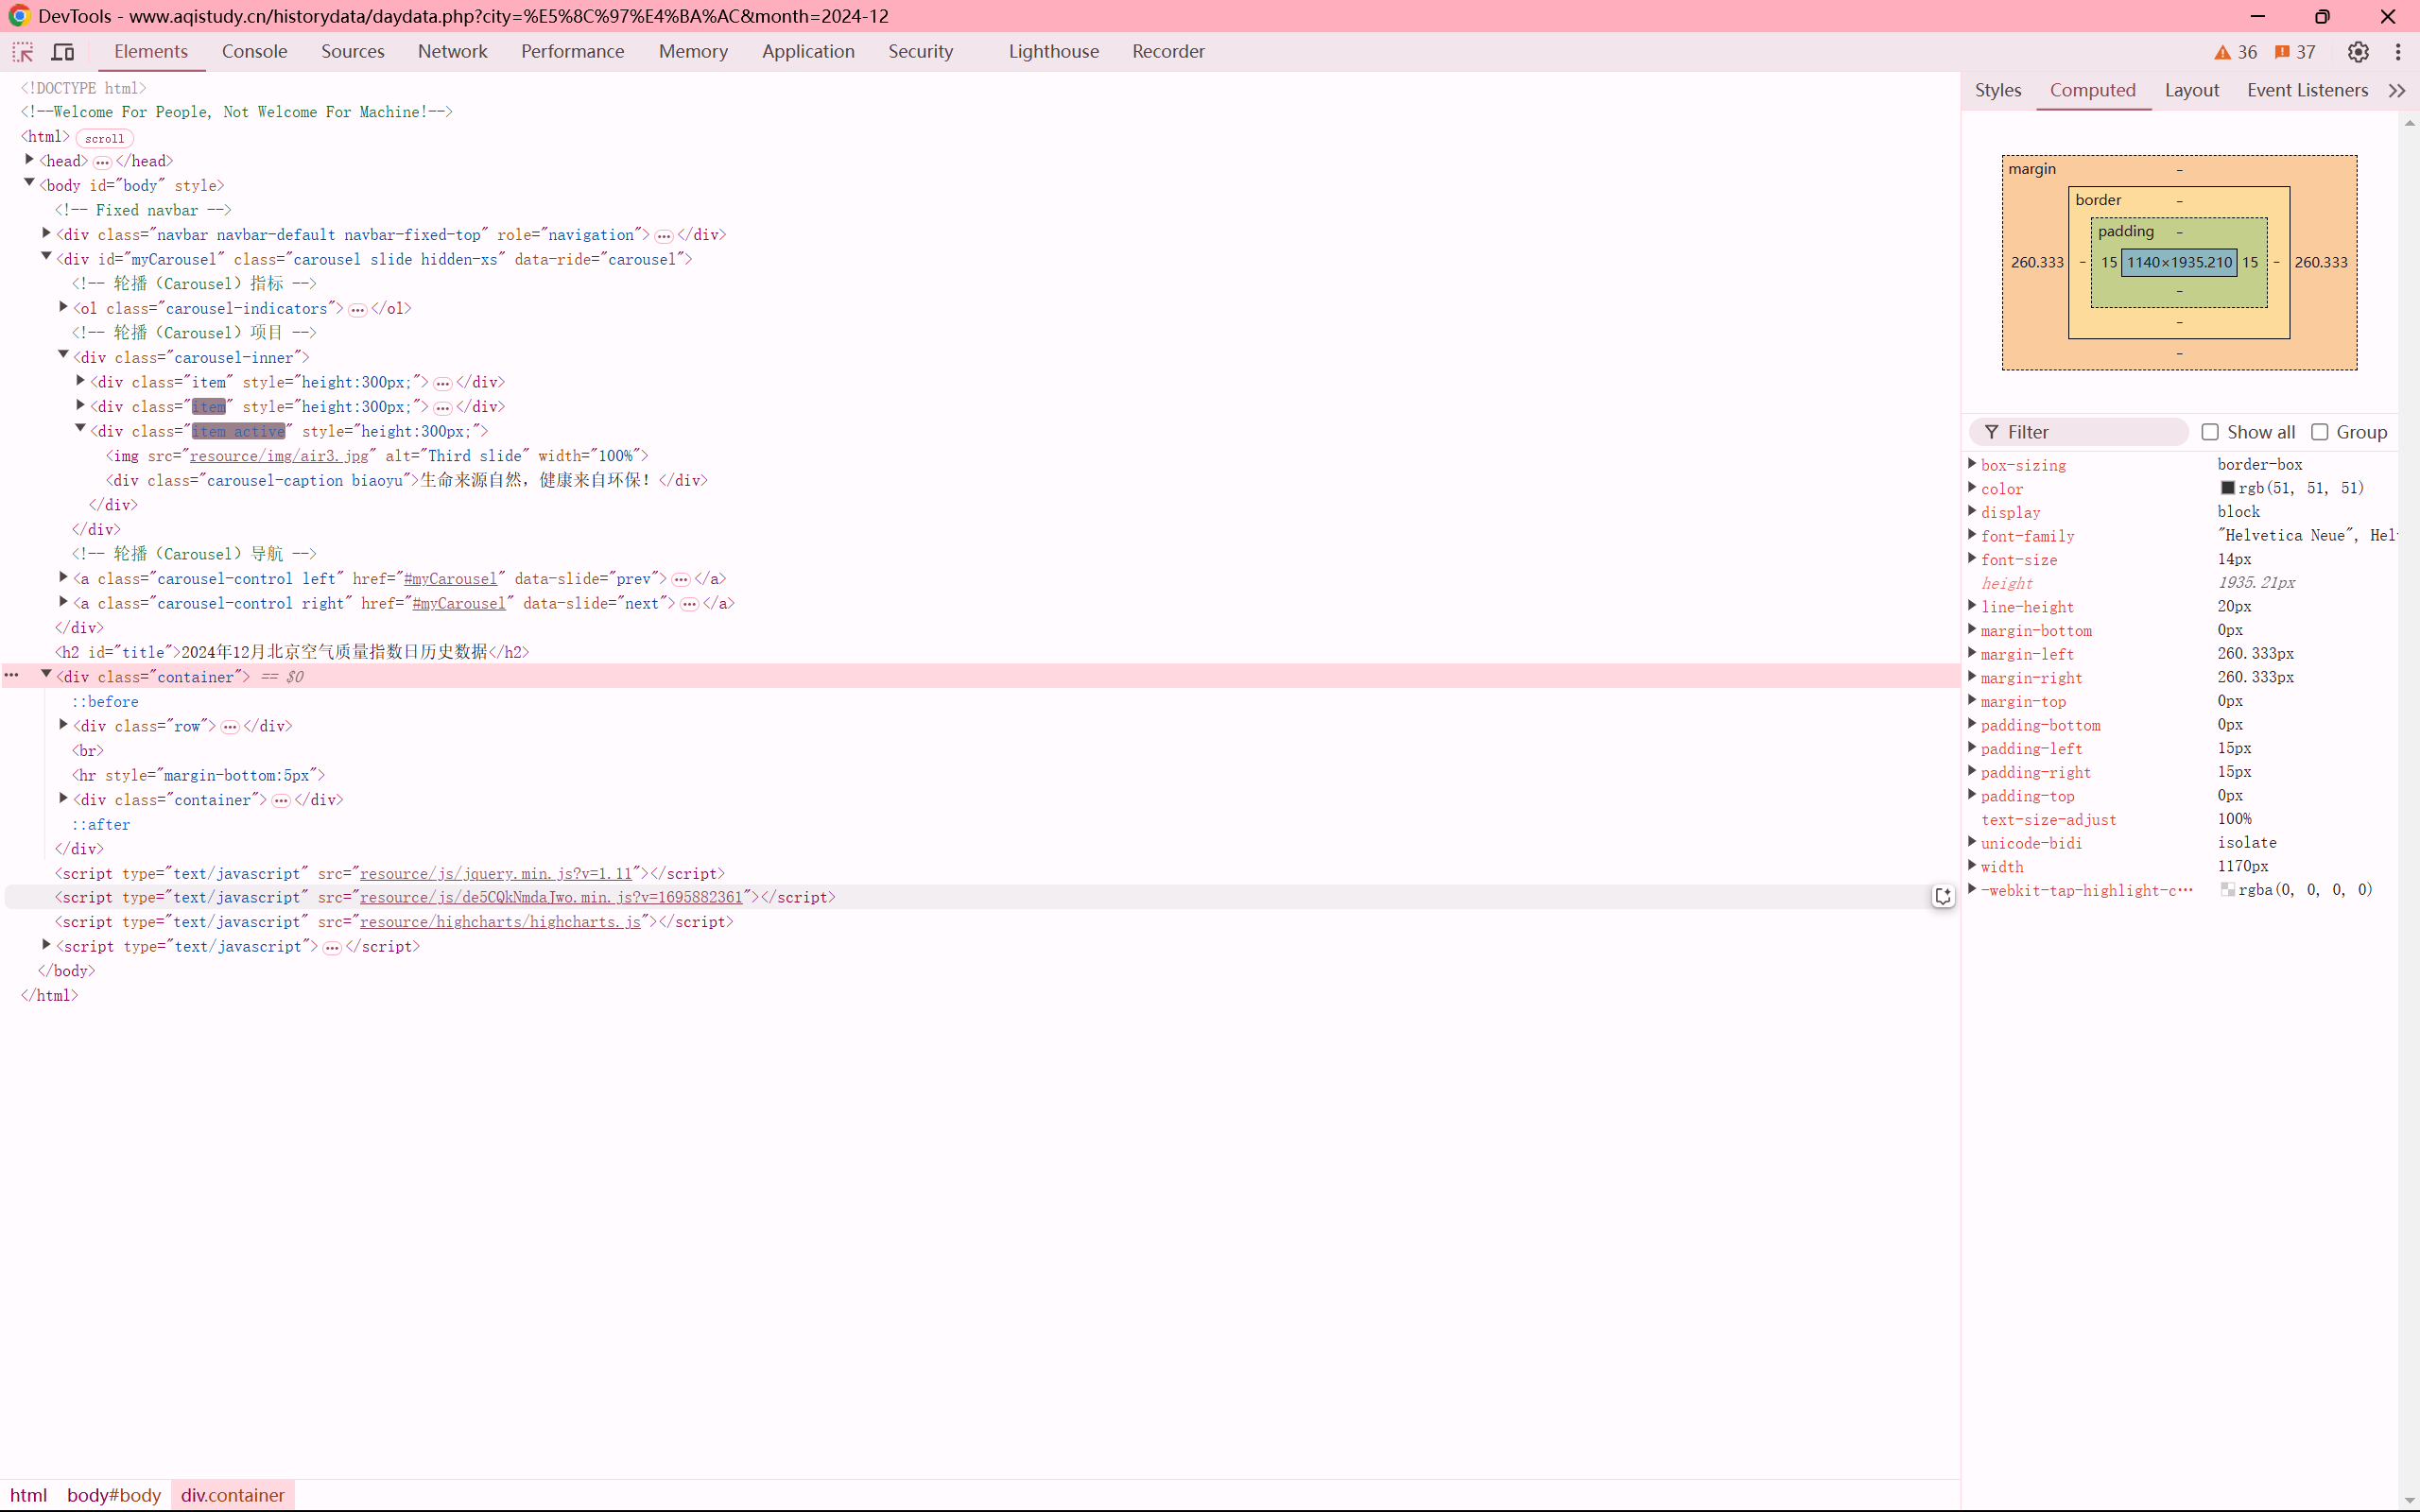 DevTools - www.aqistudy.cn/historydata/daydata.php?city=%E5%8C%97%E4%BA%AC&month=2024-12
Elements Console Sources Network Performance Memory Application Security Lighthouse Recorder 36 37
<!DOCTYPE html>
<!--Welcome For People, Not Welcome For Machine!-->
<html> scroll
<head> ... </head>
<body id="body" style>
<!-- Fixed navbar -->
<div class="navbar navbar-default navbar-fixed-top" role="navigation"> ... </div>
<div id="myCarousel" class="carousel slide hidden-xs" data-ride="carousel">
<!-- 轮播（Carousel）指标 -->
<ol class="carousel-indicators"> ... </ol>
<!-- 轮播（Carousel）项目 -->
<div class="carousel-inner">
<div class="item" style="height:300px;"> ... </div>
<div class="item" style="height:300px;"> ... </div>
<div class="item active" style="height:300px;">
<img src="resource/img/air3.jpg" alt="Third slide" width="100%">
<div class="carousel-caption biaoyu">生命来源自然，健康来自环保！</div>
</div>
</div>
<!-- 轮播（Carousel）导航 -->
<a class="carousel-control left" href="#myCarousel" data-slide="prev"> ... </a>
<a class="carousel-control right" href="#myCarousel" data-slide="next"> ... </a>
</div>
<h2 id="title">2024年12月北京空气质量指数日历史数据</h2>
... <div class="container"> == $0
::before
<div class="row"> ... </div>
<br>
<hr style="margin-bottom:5px">
<div class="container"> ... </div>
::after
</div>
<script type="text/javascript" src="resource/js/jquery.min.js?v=1.11"></script>
<script type="text/javascript" src="resource/js/de5CQkNmdaJwo.min.js?v=1695882361"></script>
<script type="text/javascript" src="resource/highcharts/highcharts.js"></script>
<script type="text/javascript"> ... </script>
</body>
</html>
html body#body div.container
Styles Computed Layout Event Listeners
margin -
border -
padding -
260.333 - 15 1140×1935.210 15 - 260.333
-
-
-
Filter Show all Group
box-sizing border-box
color rgb(51, 51, 51)
display block
font-family "Helvetica Neue", Hel
font-size 14px
height 1935.21px
line-height 20px
margin-bottom 0px
margin-left 260.333px
margin-right 260.333px
margin-top 0px
padding-bottom 0px
padding-left 15px
padding-right 15px
padding-top 0px
text-size-adjust 100%
unicode-bidi isolate
width 1170px
-webkit-tap-highlight-c… rgba(0, 0, 0, 0)